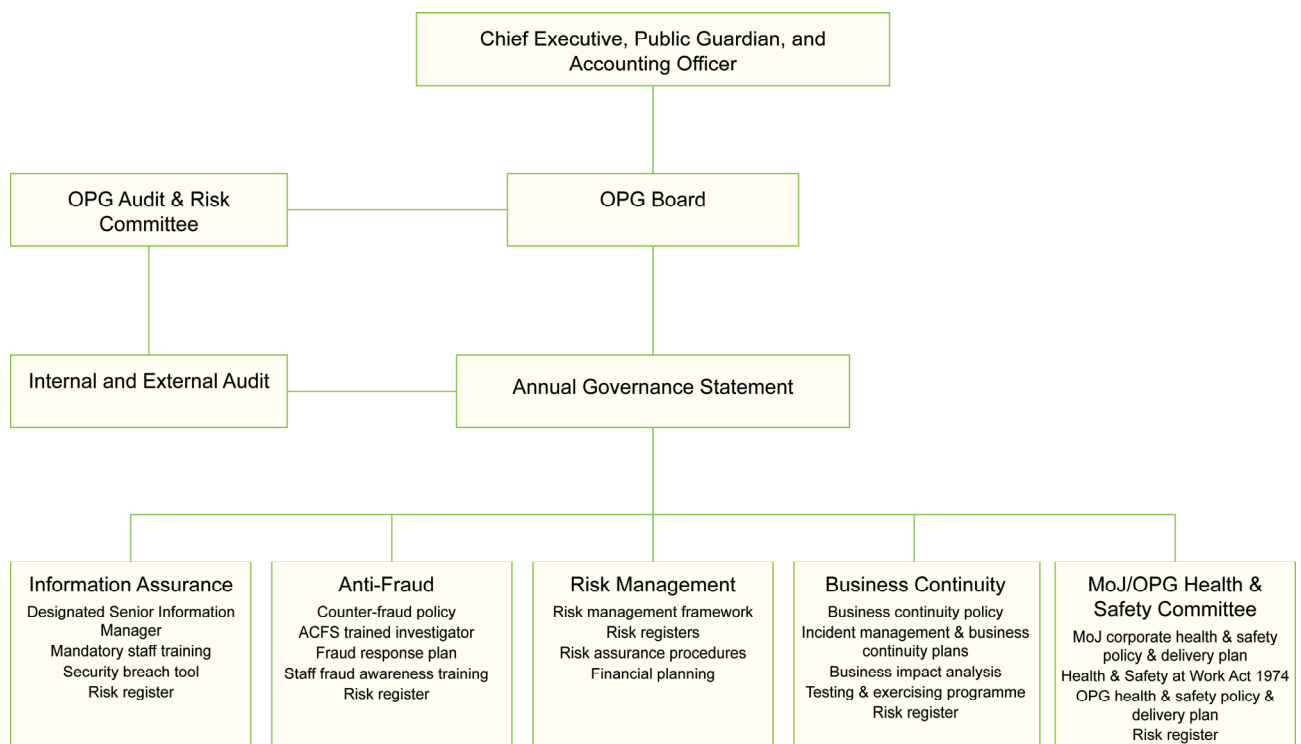 Chief Executive, Public Guardian, and
Accounting Officer
OPG Audit & Risk
Committee
OPG Board
Internal and External Audit
Annual Governance Statement
Information Assurance
Designated Senior Information
Manager
Mandatory staff training
Security breach tool
Risk register
Anti-Fraud
Counter-fraud policy
ACFS trained investigator
Fraud response plan
Staff fraud awareness training
Risk register
Risk Management
Risk management framework
Risk registers
Risk assurance procedures
Financial planning
Business Continuity
Business continuity policy
Incident management & business
continuity plans
Business impact analysis
Testing & exercising programme
Risk register
MoJ/OPG Health &
Safety Committee
MoJ corporate health & safety
policy & delivery plan
Health & Safety at Work Act 1974
OPG health & safety policy &
delivery plan
Risk register